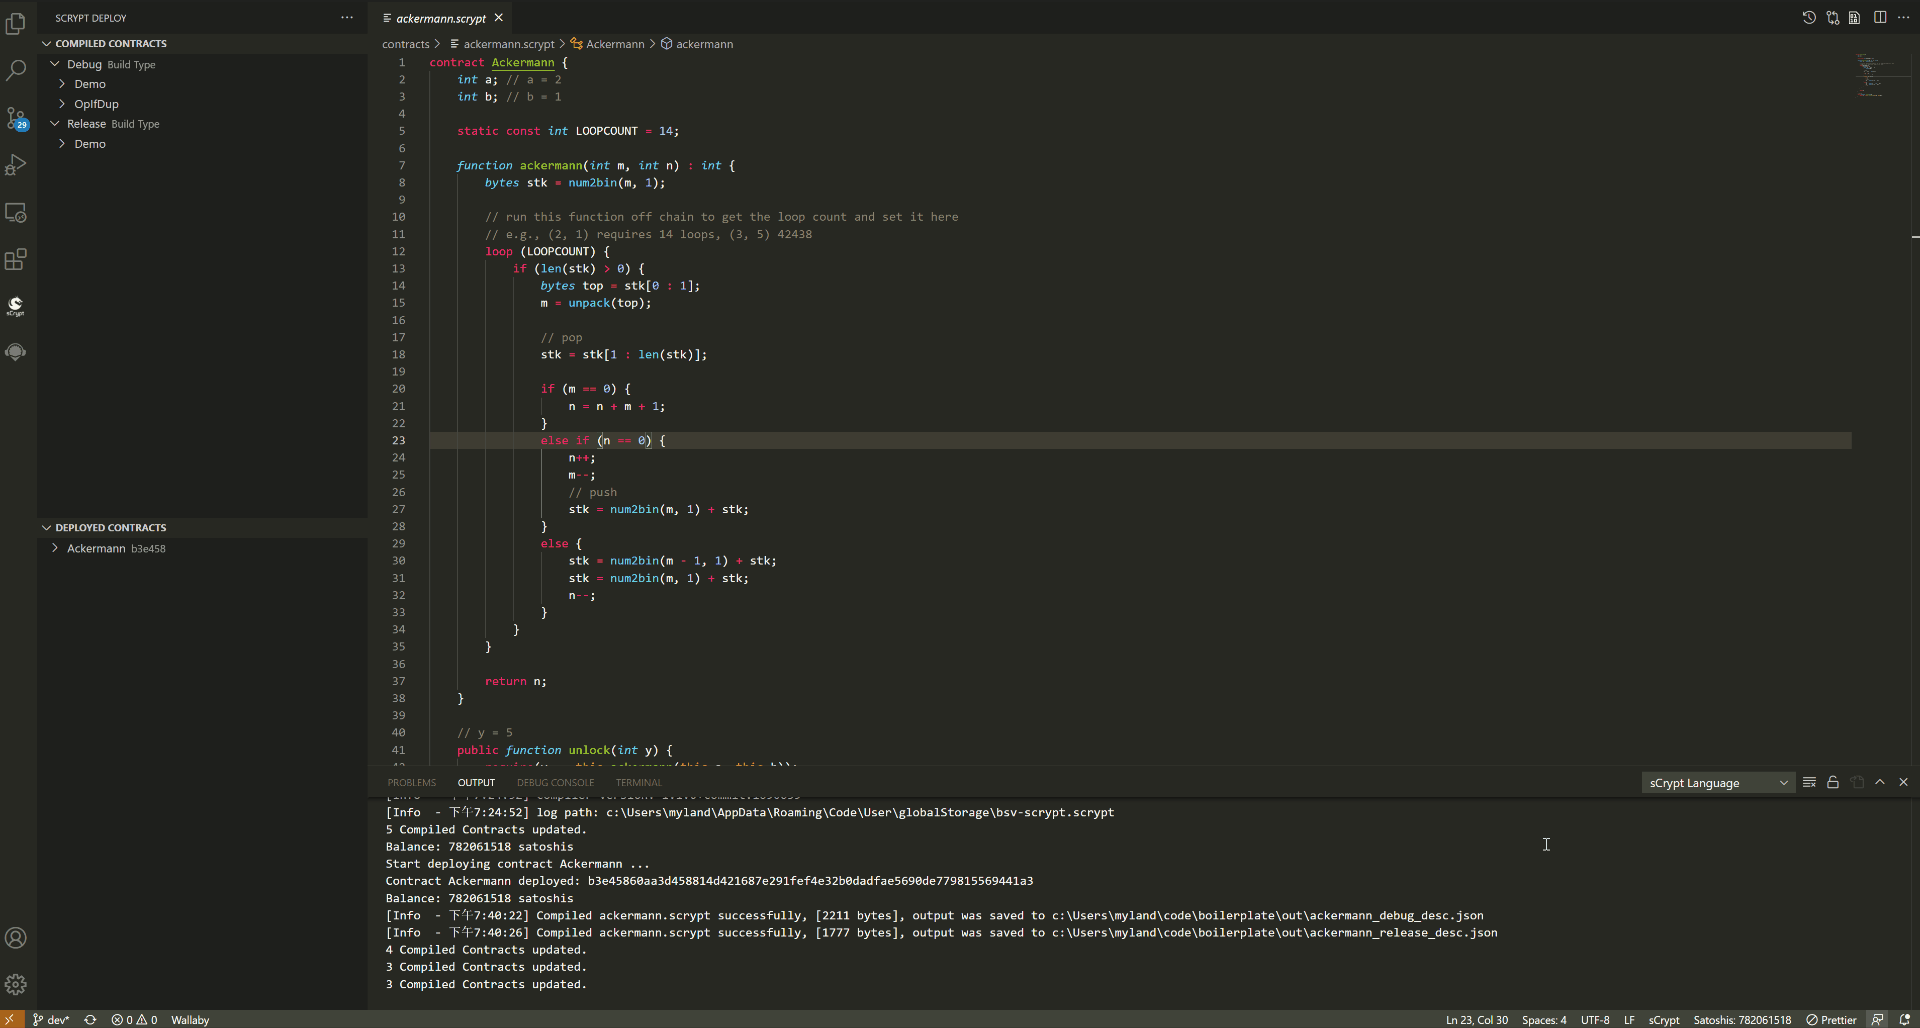 SCRYPT DEPLOY
COMPILED CONTRACTS
Debug Build Type
Demo
OpIfDup
Release Build Type
Demo
DEPLOYED CONTRACTS
Ackermann b3e458
29
sCrypt
ackermann.scrypt
contracts > ackermann.scrypt > Ackermann > ackermann
1 contract Ackermann {
2 int a; // a = 2
3 int b; // b = 1
4
5 static const int LOOPCOUNT = 14;
6
7 function ackermann(int m, int n) : int {
8 bytes stk = num2bin(m, 1);
9
10 // run this function off chain to get the loop count and set it here
11 // e.g., (2, 1) requires 14 loops, (3, 5) 42438
12 loop (LOOPCOUNT) {
13 if (len(stk) > 0) {
14 bytes top = stk[0 : 1];
15 m = unpack(top);
16
17 // pop
18 stk = stk[1 : len(stk)];
19
20 if (m == 0) {
21 n = n + m + 1;
22 }
23 else if (n == 0) {
24 n++;
25 m--;
26 // push
27 stk = num2bin(m, 1) + stk;
28 }
29 else {
30 stk = num2bin(m - 1, 1) + stk;
31 stk = num2bin(m, 1) + stk;
32 n--;
33 }
34 }
35 }
36
37 return n;
38 }
39
40 // y = 5
41 public function unlock(int y) {
PROBLEMS OUTPUT DEBUG CONSOLE TERMINAL
sCrypt Language
[Info - 下午7:24:52] log path: c:\Users\myland\AppData\Roaming\Code\User\globalStorage\bsv-scrypt.scrypt
5 Compiled Contracts updated.
Balance: 782061518 satoshis
Start deploying contract Ackermann ...
Contract Ackermann deployed: b3e45860aa3d458814d421687e291fef4e32b0dadfae5690de779815569441a3
Balance: 782061518 satoshis
[Info - 下午7:40:22] Compiled ackermann.scrypt successfully, [2211 bytes], output was saved to c:\Users\myland\code\boilerplate\out\ackermann_debug_desc.json
[Info - 下午7:40:26] Compiled ackermann.scrypt successfully, [1777 bytes], output was saved to c:\Users\myland\code\boilerplate\out\ackermann_release_desc.json
4 Compiled Contracts updated.
3 Compiled Contracts updated.
3 Compiled Contracts updated.
dev* 0 0 Wallaby
Ln 23, Col 30 Spaces: 4 UTF-8 LF sCrypt Satoshis: 782061518 Prettier